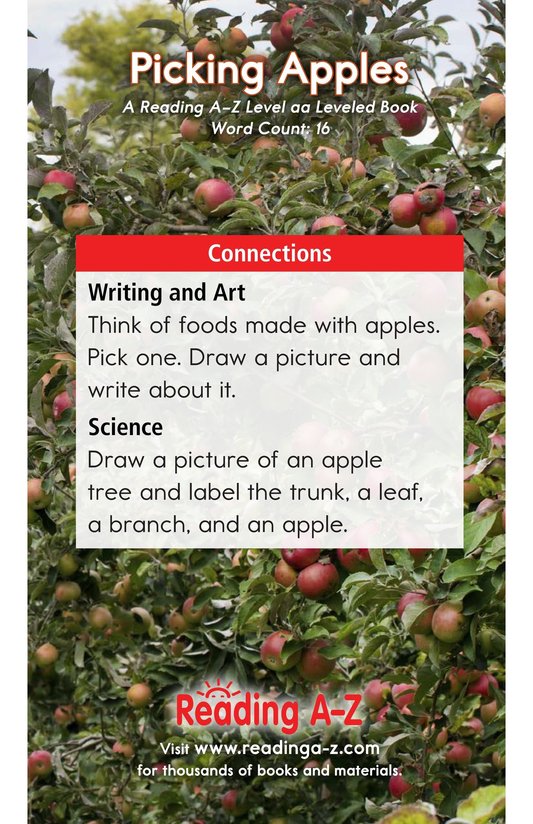 Picking Apples
A Reading A–Z Level aa Leveled Book
Word Count: 16
Connections
Writing and Art
Think of foods made with apples.
Pick one. Draw a picture and
write about it.
Science
Draw a picture of an apple
tree and label the trunk, a leaf,
a branch, and an apple.
Reading A–Z
Visit www.readinga-z.com
for thousands of books and materials.